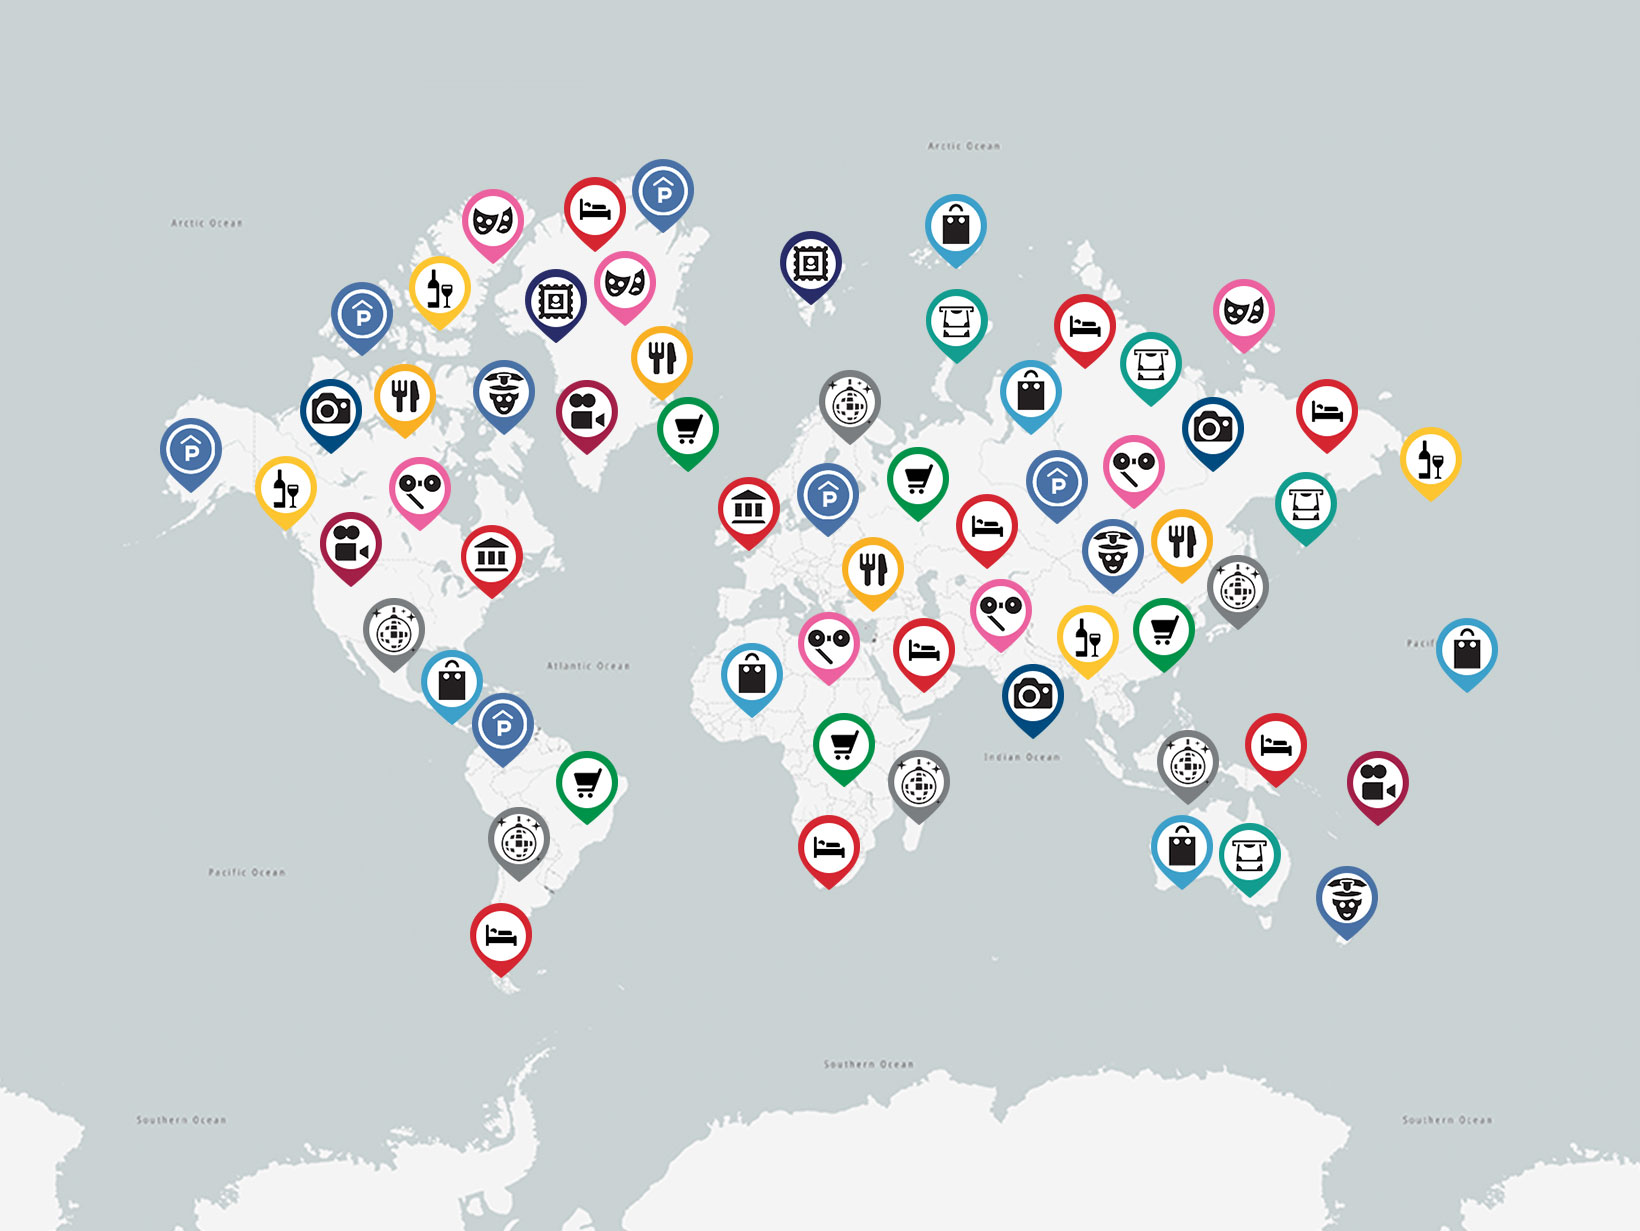 Arctic Ocean
Arctic Ocean
P
P
P
P
P
Pacif
Atlantic Ocean
P
Indian Ocean
Pacific Ocean
Southern Ocean
Southern Ocean
Southern Ocean